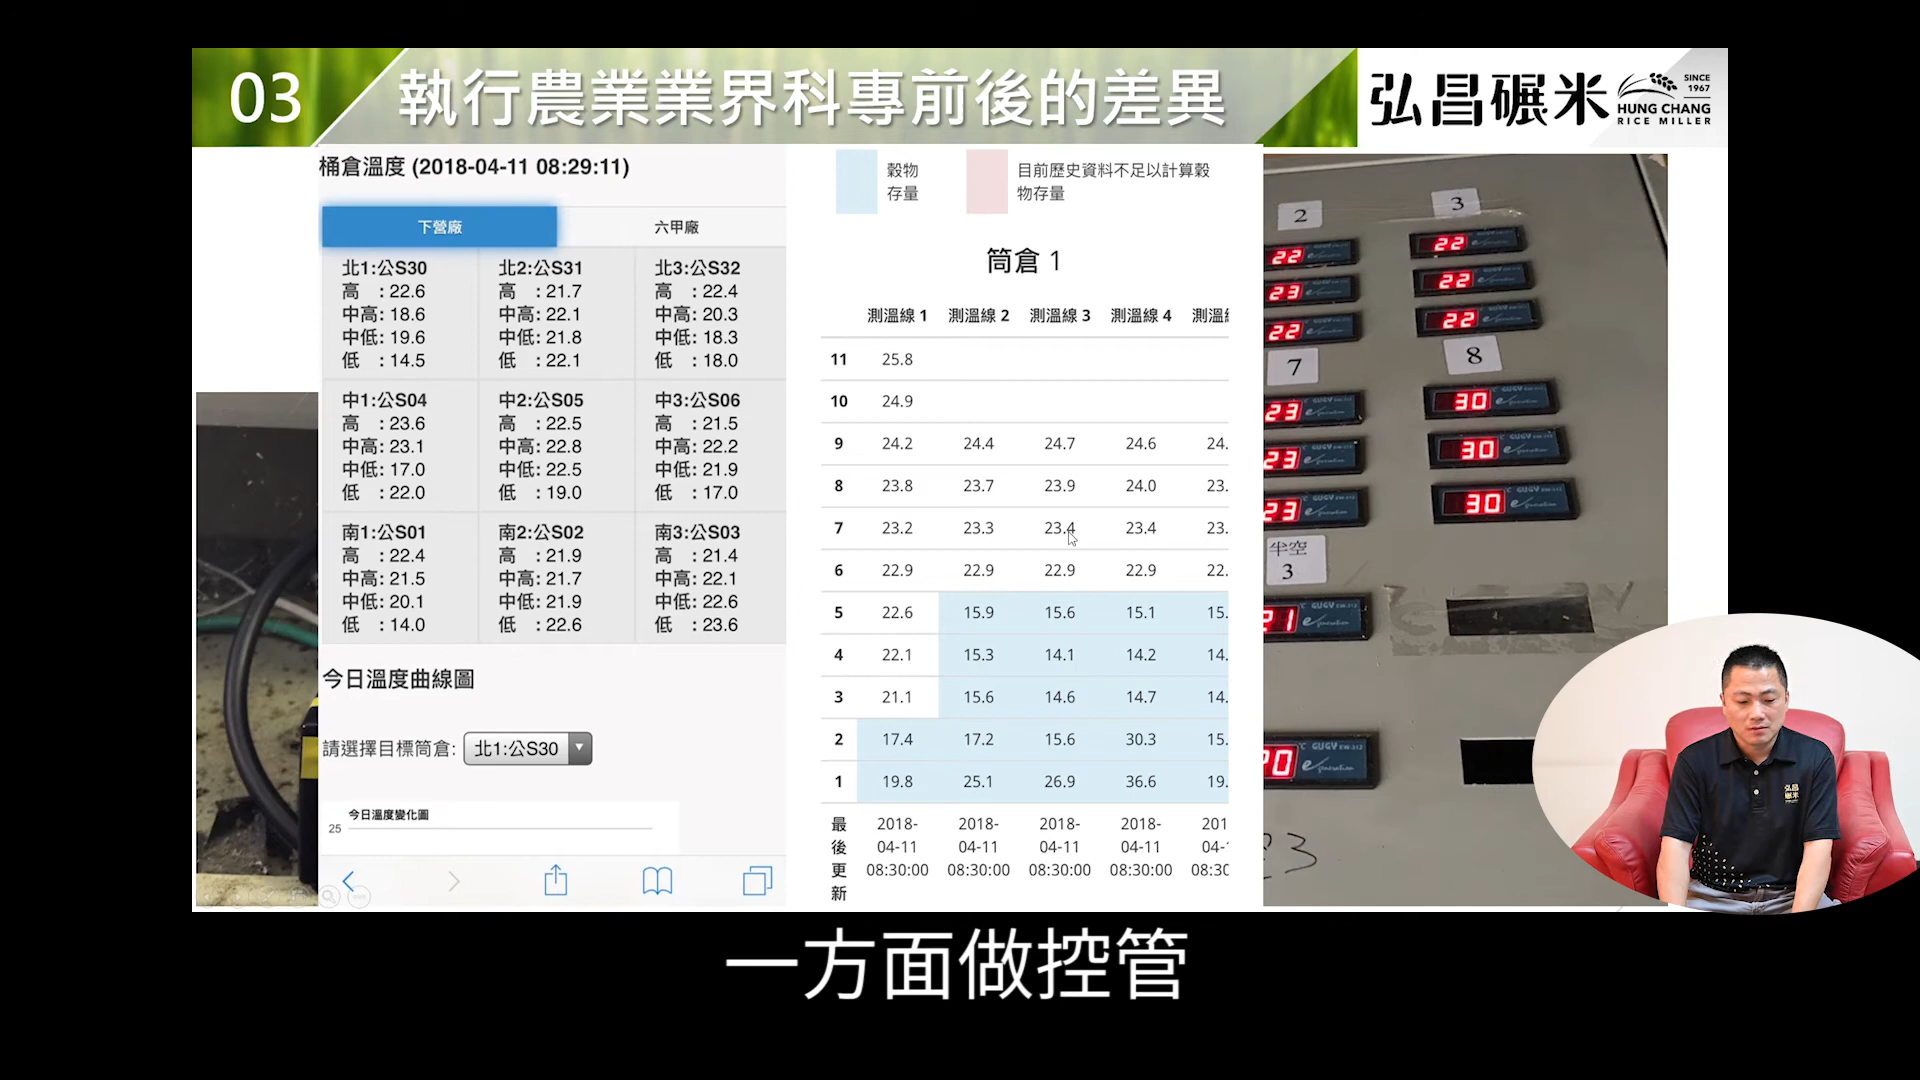 03
執行農業業界科專前後的差異
弘昌碾米
SINCE
1967
HUNG CHANG
RICE MILLER
桶倉溫度 (2018-04-11 08:29:11)
下營廠 六甲廠
北1:公S30 北2:公S31 北3:公S32
高 :22.6 高 :21.7 高 :22.4
中高: 18.6 中高: 22.1 中高: 20.3
中低: 19.6 中低: 21.8 中低: 18.3
低 :14.5 低 :22.1 低 :18.0
中1:公S04 中2:公S05 中3:公S06
高 :23.6 高 :22.5 高 :21.5
中高: 23.1 中高: 22.8 中高: 22.2
中低: 17.0 中低: 22.5 中低: 21.9
低 :22.0 低 :19.0 低 :17.0
南1:公S01 南2:公S02 南3:公S03
高 :22.4 高 :21.9 高 :21.4
中高: 21.5 中高: 21.7 中高: 22.1
中低: 20.1 中低: 21.9 中低: 22.6
低 :14.0 低 :22.6 低 :23.6
今日溫度曲線圖
請選擇目標筒倉: 北1:公S30
今日溫度變化圖
25
穀物
存量
目前歷史資料不足以計算穀
物存量
筒倉 1
測溫線 1 測溫線 2 測溫線 3 測溫線 4 測溫
11 25.8
10 24.9
9 24.2 24.4 24.7 24.6 24.
8 23.8 23.7 23.9 24.0 23.
7 23.2 23.3 23.4 23.4 23.
6 22.9 22.9 22.9 22.9 22.
5 22.6 15.9 15.6 15.1 15.
4 22.1 15.3 14.1 14.2 14.
3 21.1 15.6 14.6 14.7 14.
2 17.4 17.2 15.6 30.3 15.
1 19.8 25.1 26.9 36.6 19.
最後更新 2018-04-11 08:30:00 2018-04-11 08:30:00 2018-04-11 08:30:00 2018-04-11 08:30:00 201 04- 08:30
2 3
22 22
23 22
22 22
7 8
23 30
23 30
23 30
半空
3
21
3
弘昌
碾米
一方面做控管